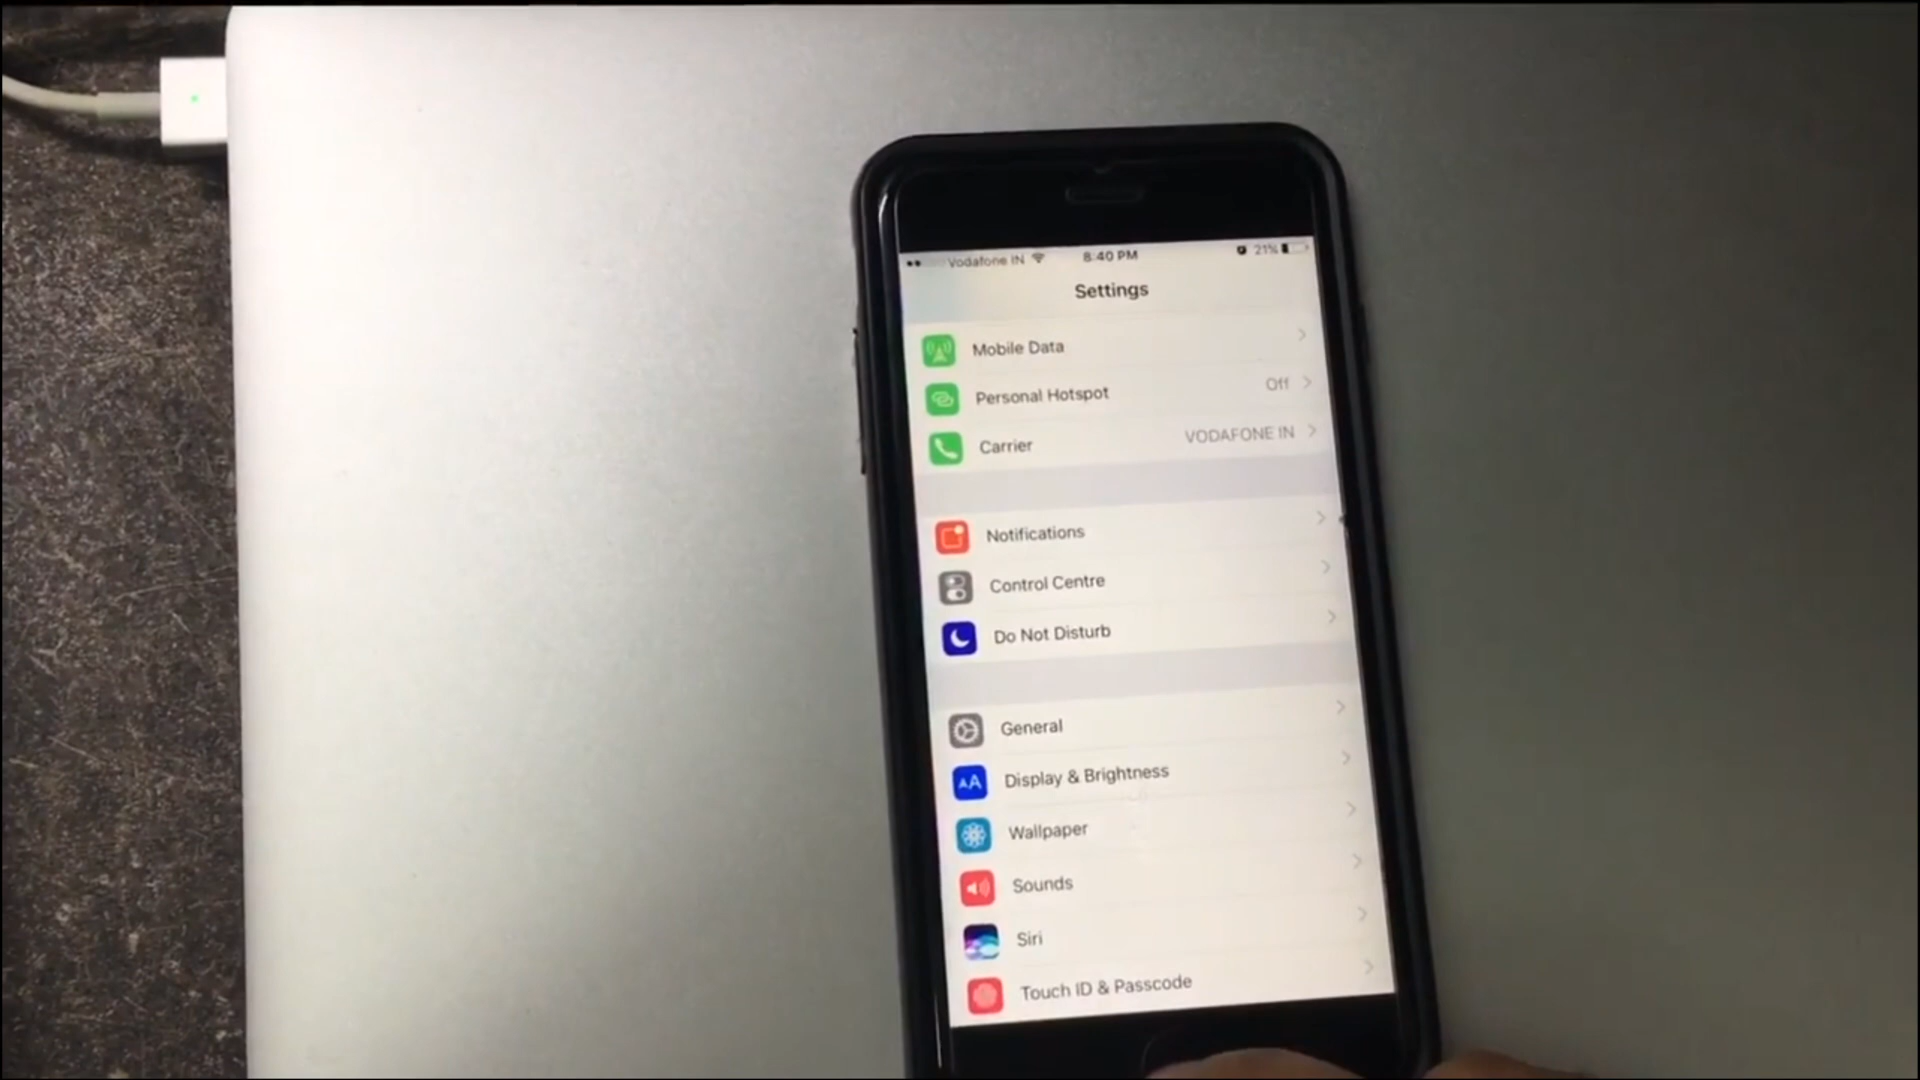 Vodafone IN 8:40 PM 21%
Settings
Mobile Data
Personal Hotspot Off
Carrier VODAFONE IN
Notifications
Control Centre
Do Not Disturb
General
AA Display & Brightness
Wallpaper
Sounds
Siri
Touch ID & Passcode